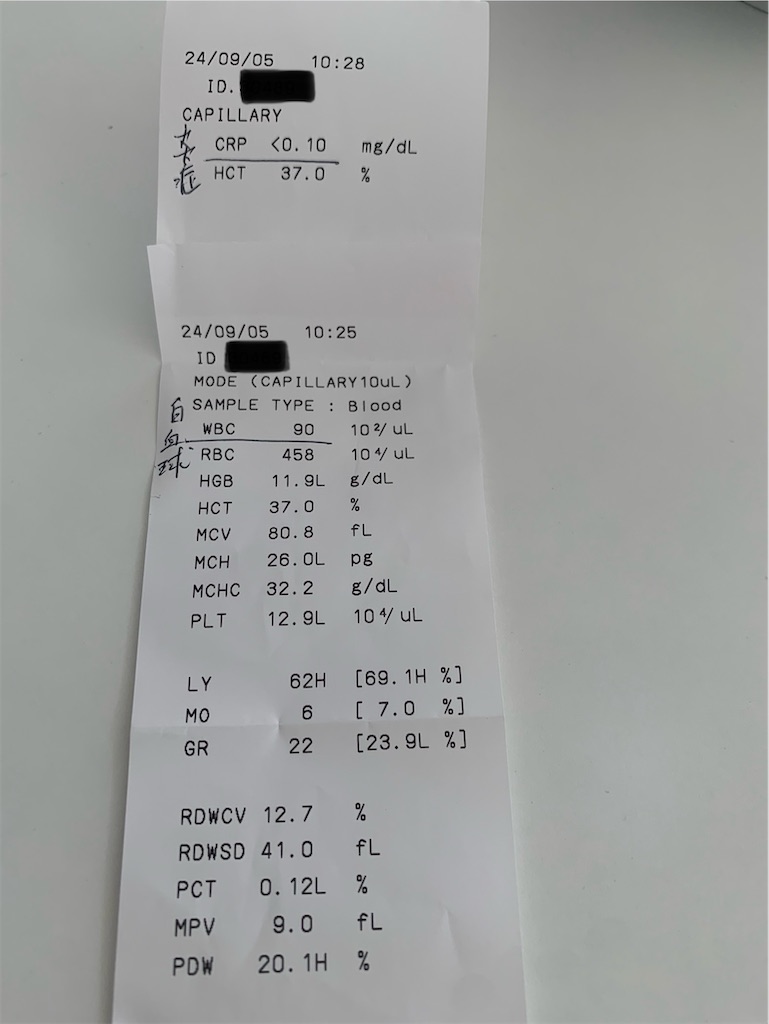 24/09/05 10:28
ID.
CAPILLARY
CRP <0.10 mg/dL
HCT 37.0 %
24/09/05 10:25
ID
MODE (CAPILLARY10uL)
SAMPLE TYPE : Blood
白血球
WBC 90 10²/uL
RBC 458 10⁴/uL
HGB 11.9L g/dL
HCT 37.0 %
MCV 80.8 fL
MCH 26.0L pg
MCHC 32.2 g/dL
PLT 12.9L 10⁴/uL
LY 62H [69.1H %]
MO 6 [ 7.0 %]
GR 22 [23.9L %]
RDWCV 12.7 %
RDWSD 41.0 fL
PCT 0.12L %
MPV 9.0 fL
PDW 20.1H %